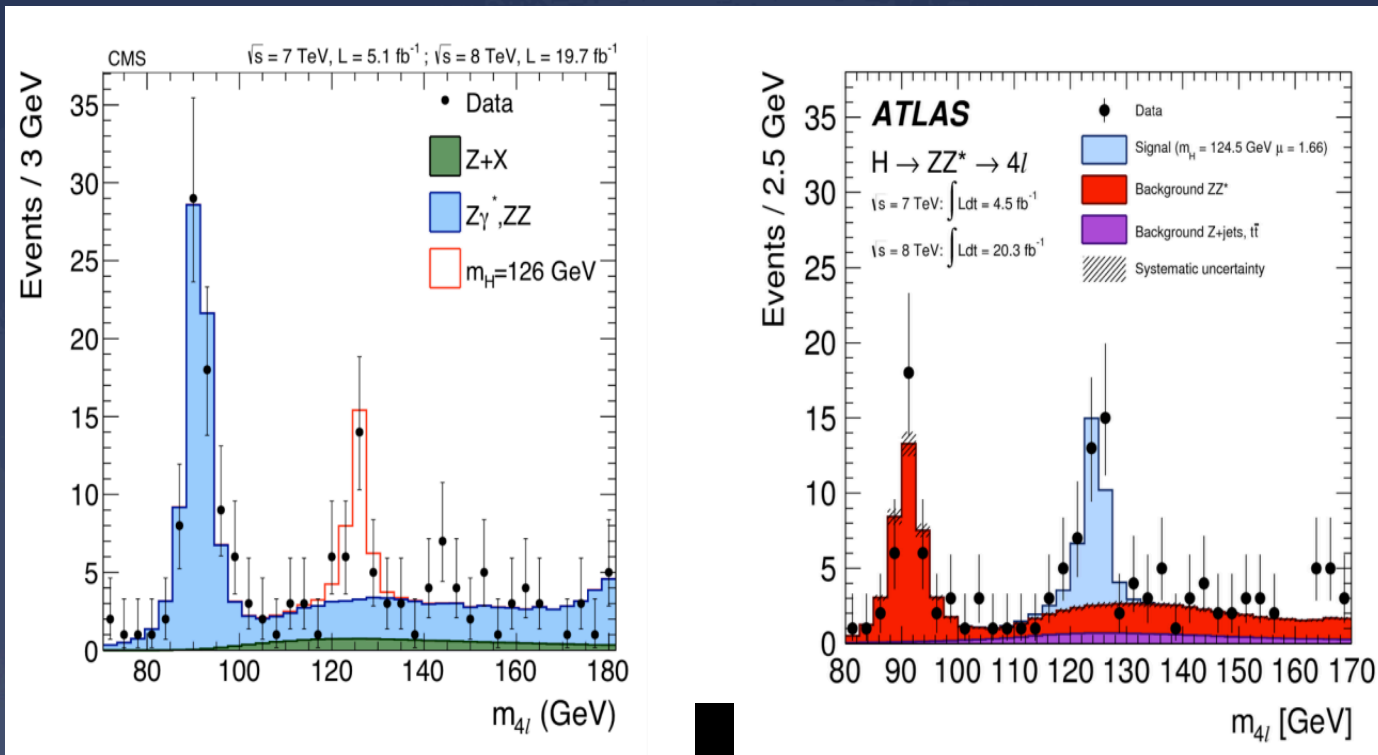 CMS
√s = 7 TeV, L = 5.1 fb⁻¹ ; √s = 8 TeV, L = 19.7 fb⁻¹
Events / 3 GeV
35
30
25
20
15
10
5
0
Data
Z+X
Zγ*,ZZ
m_H=126 GeV
80 100 120 140 160 180
m_4l (GeV)
Events / 2.5 GeV
35
30
25
20
15
10
5
0
ATLAS
H → ZZ* → 4l
√s = 7 TeV: ∫Ldt = 4.5 fb⁻¹
√s = 8 TeV: ∫Ldt = 20.3 fb⁻¹
Data
Signal (m_H = 124.5 GeV μ = 1.66)
Background ZZ*
Background Z+jets, tt̄
Systematic uncertainty
80 90 100 110 120 130 140 150 160 170
m_4l [GeV]